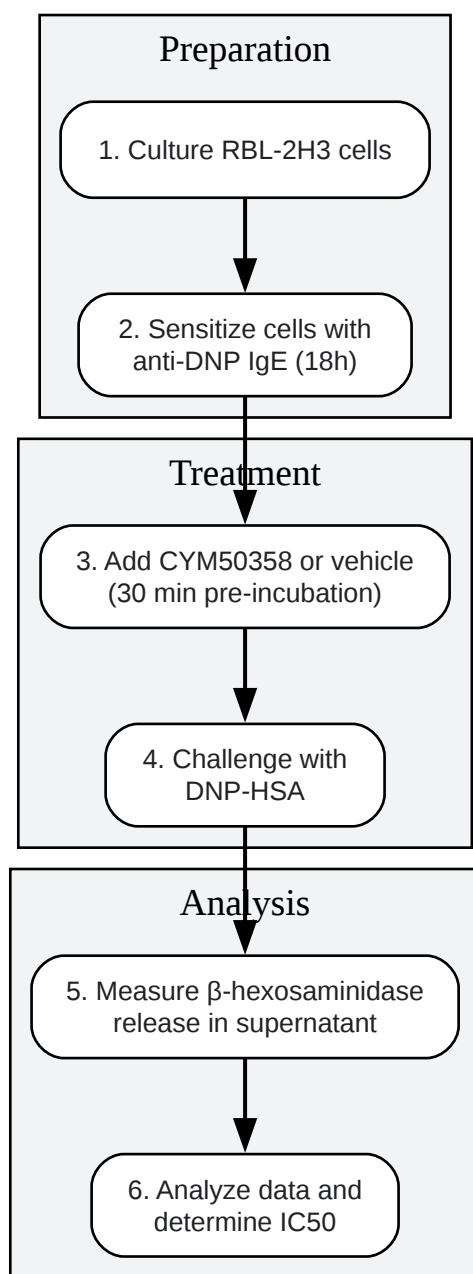 Preparation
1. Culture RBL-2H3 cells
2. Sensitize cells with
anti-DNP IgE (18h)
Treatment
3. Add CYM50358 or vehicle
(30 min pre-incubation)
4. Challenge with
DNP-HSA
Analysis
5. Measure β-hexosaminidase
release in supernatant
6. Analyze data and
determine IC50